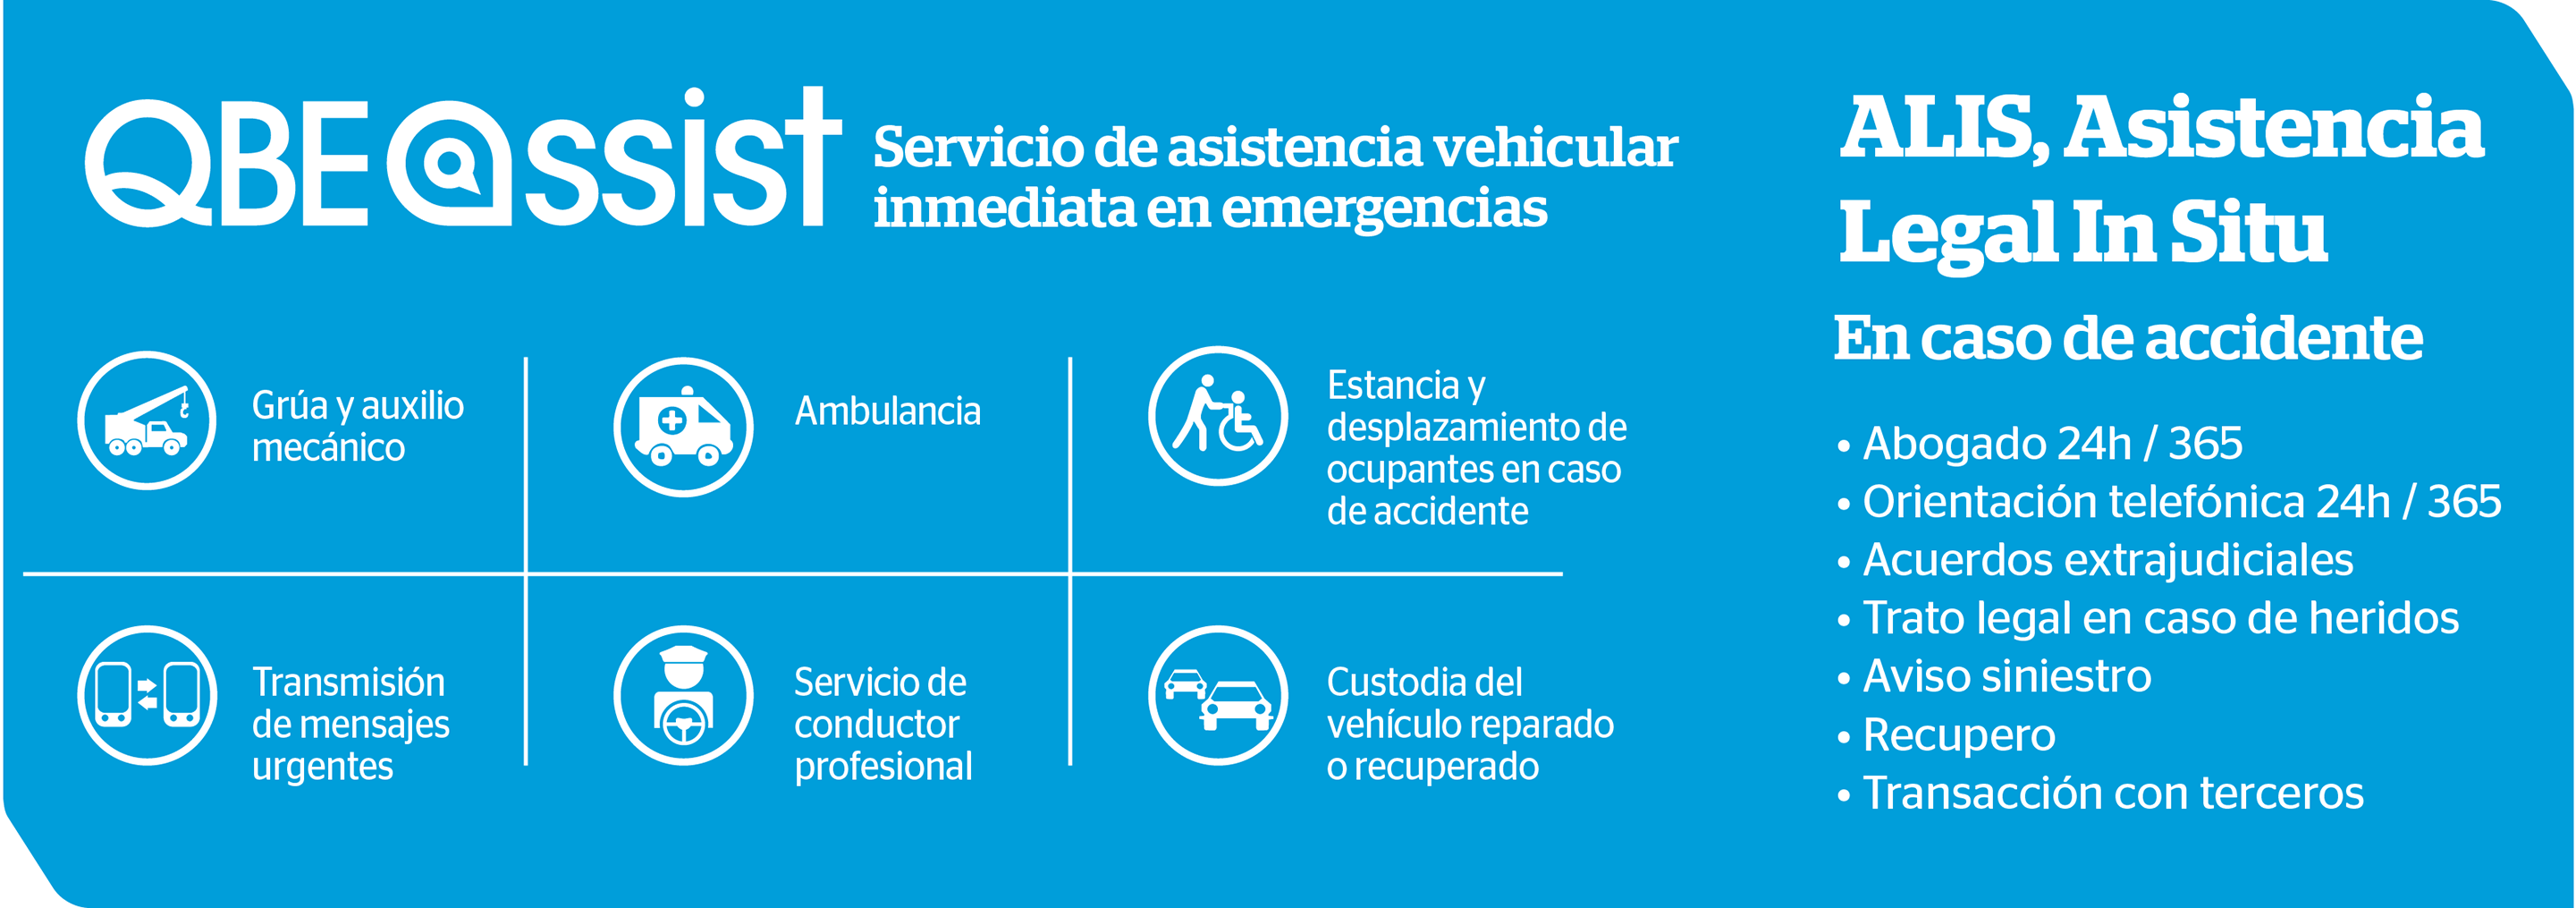 QBE assist
Servicio de asistencia vehicular
inmediata en emergencias
Grúa y auxilio
mecánico
Ambulancia
Estancia y
desplazamiento de
ocupantes en caso
de accidente
Transmisión
de mensajes
urgentes
Servicio de
conductor
profesional
Custodia del
vehículo reparado
o recuperado
ALIS, Asistencia
Legal In Situ
En caso de accidente
• Abogado 24h / 365
• Orientación telefónica 24h / 365
• Acuerdos extrajudiciales
• Trato legal en caso de heridos
• Aviso siniestro
• Recupero
• Transacción con terceros